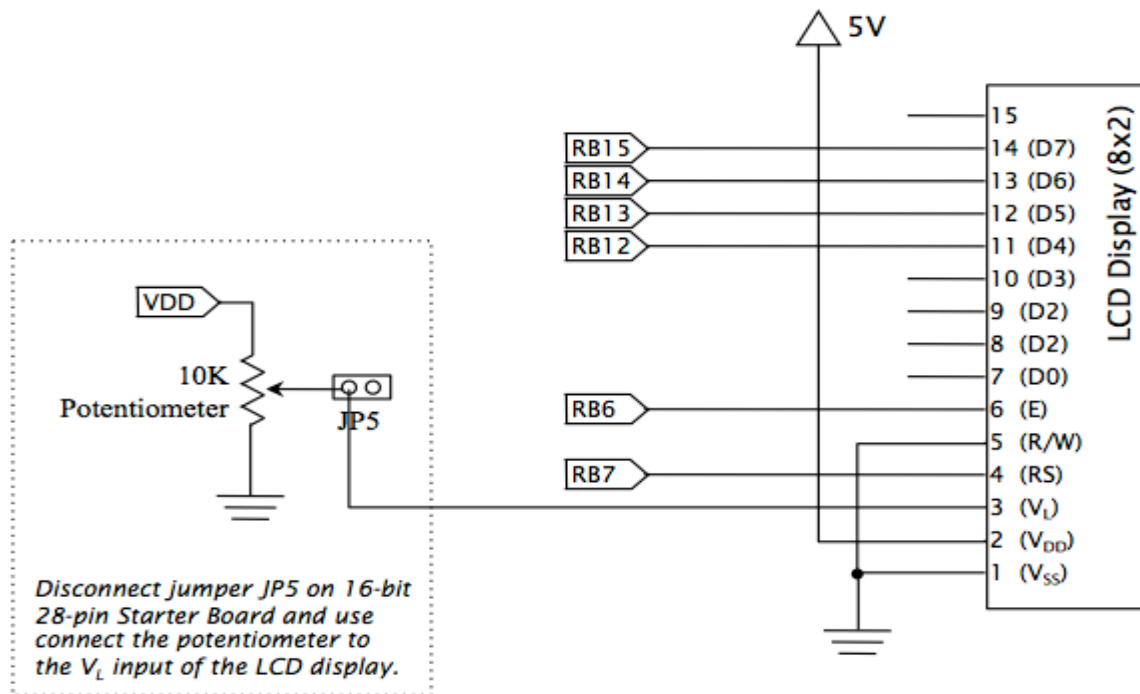 5V
15
RB15 14 (D7)
RB14 13 (D6)
RB13 12 (D5)
RB12 11 (D4)
10 (D3)
9 (D2)
8 (D2)
7 (D0)
RB6 6 (E)
5 (R/W)
RB7 4 (RS)
3 (VL)
2 (VDD)
1 (VSS)
LCD Display (8x2)
VDD
10K
Potentiometer
JP5
Disconnect jumper JP5 on 16-bit
28-pin Starter Board and use
connect the potentiometer to
the VL input of the LCD display.